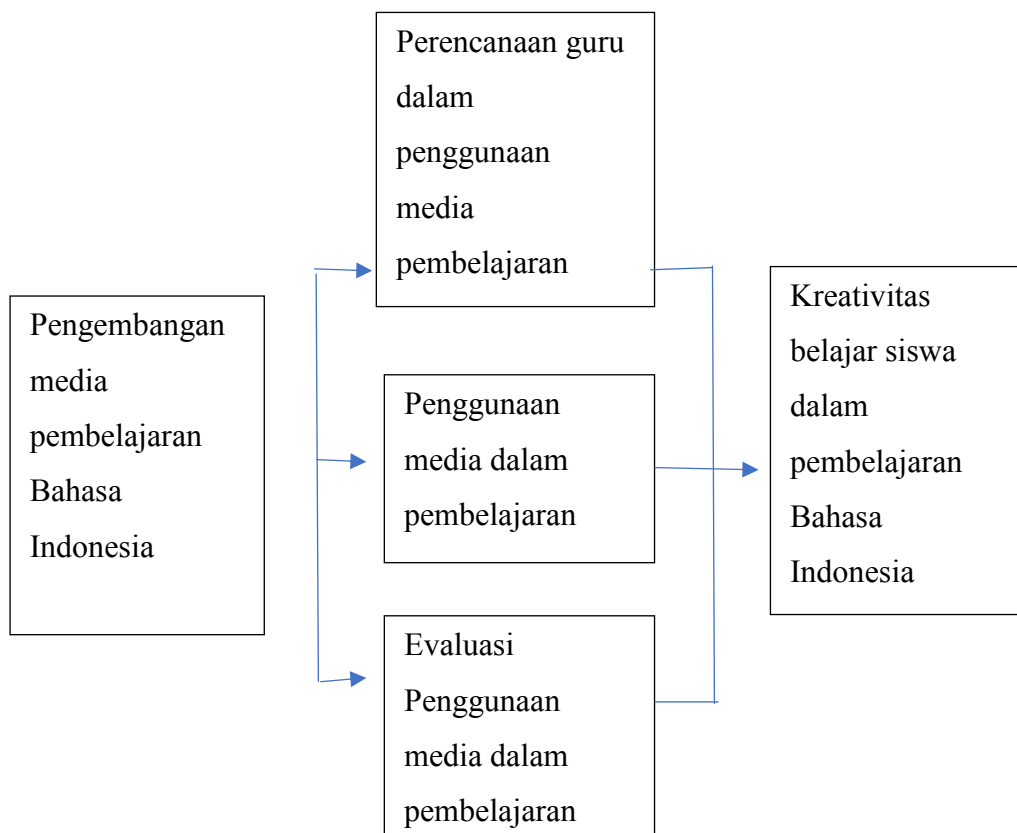 Perencanaan guru
dalam
penggunaan
media
pembelajaran
Pengembangan
media
pembelajaran
Bahasa
Indonesia
Penggunaan
media dalam
pembelajaran
Evaluasi
Penggunaan
media dalam
pembelajaran
Kreativitas
belajar siswa
dalam
pembelajaran
Bahasa
Indonesia